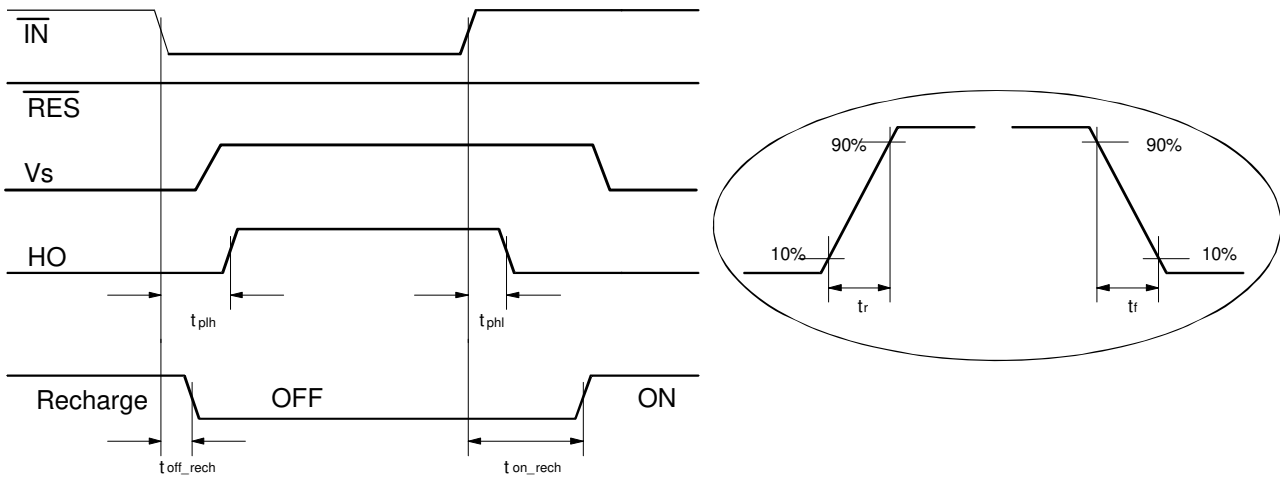 IN
RES
Vs
HO
t plh
t phl
Recharge OFF ON
t off_rech
t on_rech
90% 90%
10% 10%
tr tf